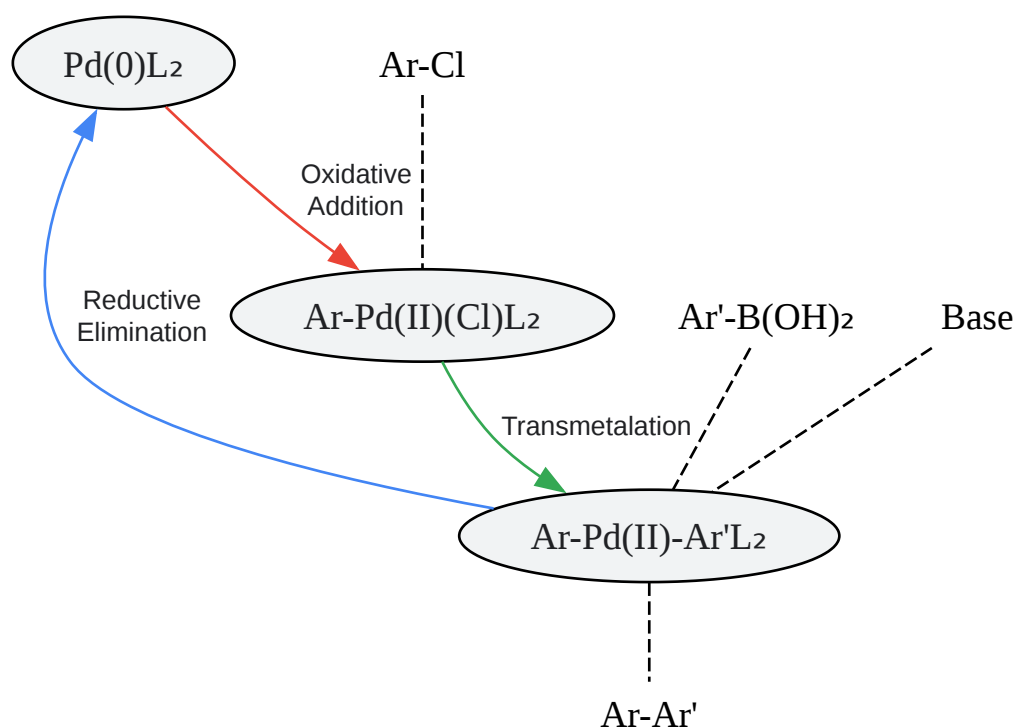 Pd(0)L₂
Ar-Cl
Oxidative
Addition
Reductive
Elimination
Ar-Pd(II)(Cl)L₂
Ar'-B(OH)₂
Base
Transmetalation
Ar-Pd(II)-Ar'L₂
Ar-Ar'